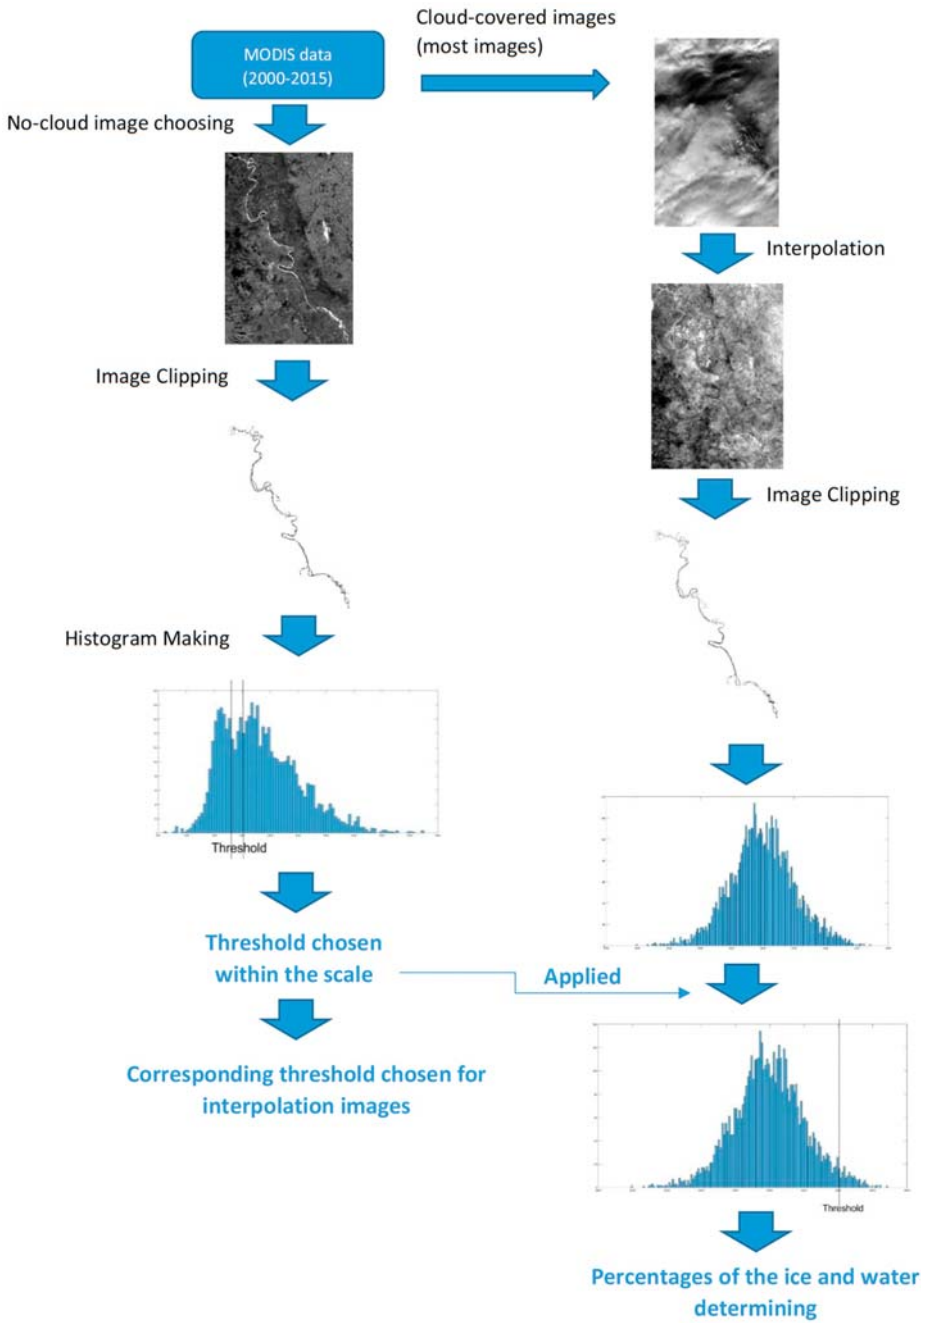 MODIS data
(2000-2015)
Cloud-covered images
(most images)
No-cloud image choosing
Interpolation
Image Clipping
Image Clipping
Histogram Making
Threshold
Threshold chosen
within the scale
Applied
Corresponding threshold chosen for
interpolation images
Threshold
Percentages of the ice and water
determining